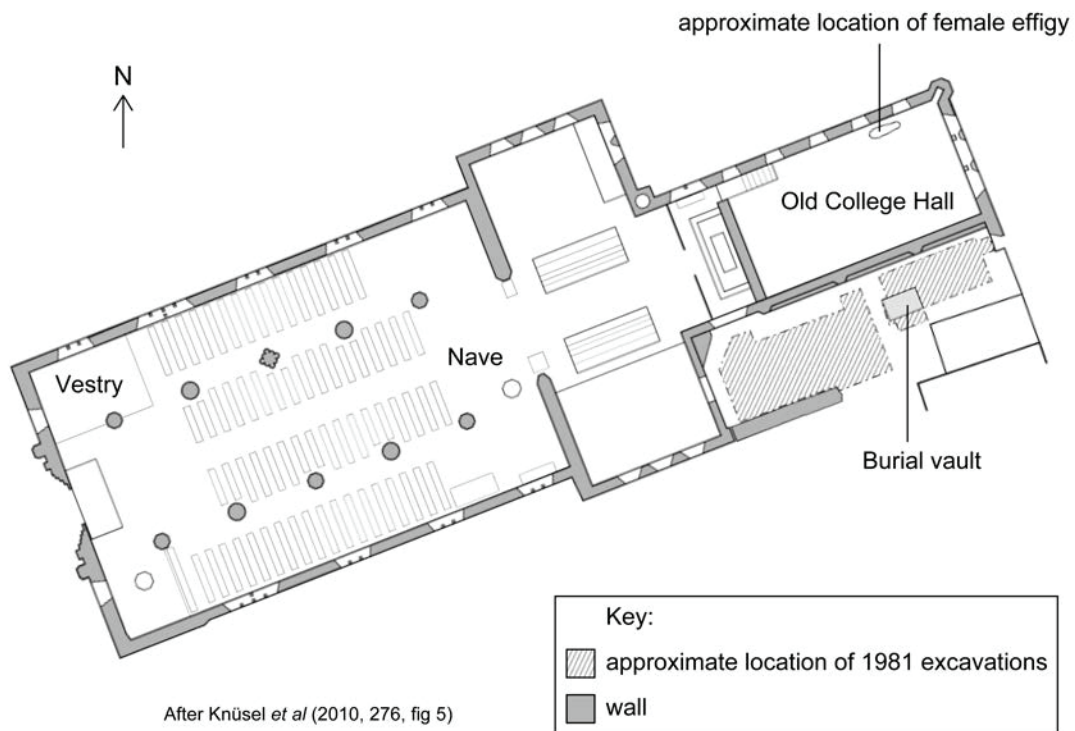 approximate location of female effigy
N
Old College Hall
Vestry
Nave
Burial vault
Key:
approximate location of 1981 excavations
wall
After Knüsel et al (2010, 276, fig 5)